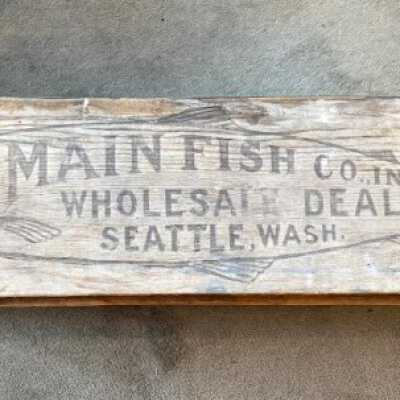 MAIN FISH CO., IN
WHOLESALE DEAL
SEATTLE, WASH.